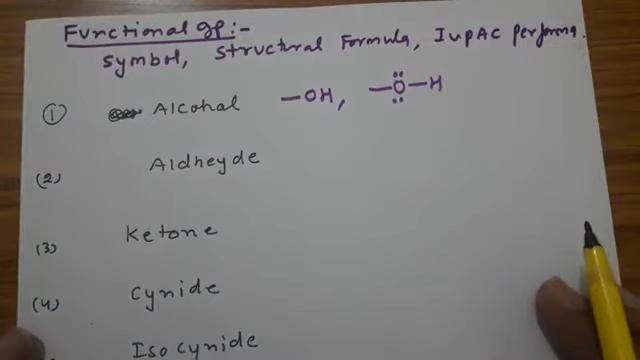 Functional gp:-
Symbol, Structural Formula, IupAC performa.
① Alcohal —OH, —O—H
(2) Aldheyde
(3) Ketone
(4) Cynide
Isocynide